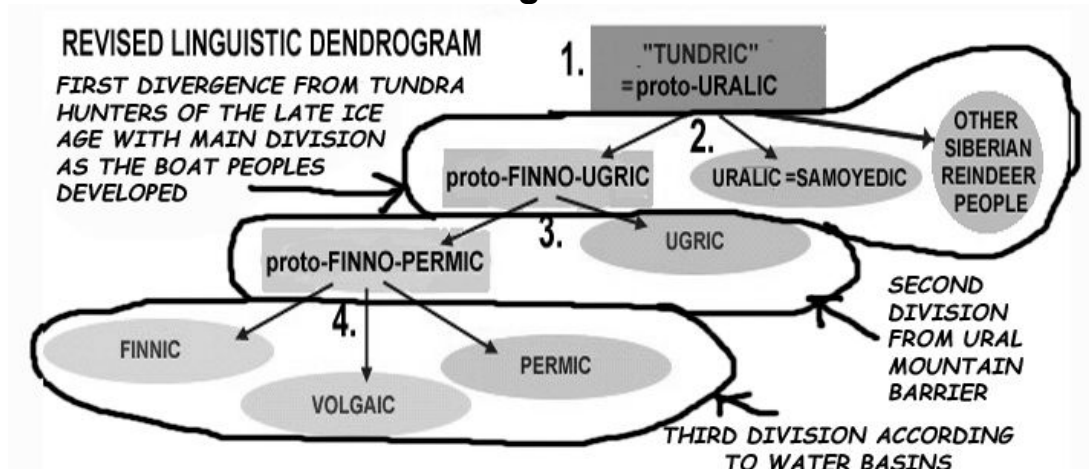 REVISED LINGUISTIC DENDROGRAM
FIRST DIVERGENCE FROM TUNDRA
HUNTERS OF THE LATE ICE
AGE WITH MAIN DIVISION
AS THE BOAT PEOPLES
DEVELOPED
1.
"TUNDRIC"
=proto-URALIC
2.
proto-FINNO-UGRIC
URALIC =SAMOYEDIC
OTHER
SIBERIAN
REINDEER
PEOPLE
3.
proto-FINNO-PERMIC
UGRIC
SECOND
DIVISION
FROM URAL
MOUNTAIN
BARRIER
4.
FINNIC
VOLGAIC
PERMIC
THIRD DIVISION ACCORDING
TO WATER BASINS